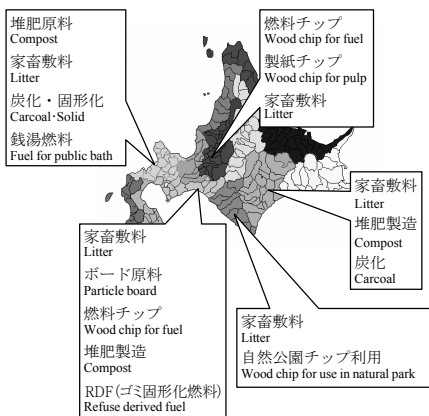 堆肥原料
Compost
家畜敷料
Litter
炭化・固形化
Carcoal·Solid
銭湯燃料
Fuel for public bath
燃料チップ
Wood chip for fuel
製紙チップ
Wood chip for pulp
家畜敷料
Litter
家畜敷料
Litter
堆肥製造
Compost
炭化
Carcoal
家畜敷料
Litter
ボード原料
Particle board
燃料チップ
Wood chip for fuel
堆肥製造
Compost
RDF(ゴミ固形化燃料)
Refuse derived fuel
家畜敷料
Litter
自然公園チップ利用
Wood chip for use in natural park